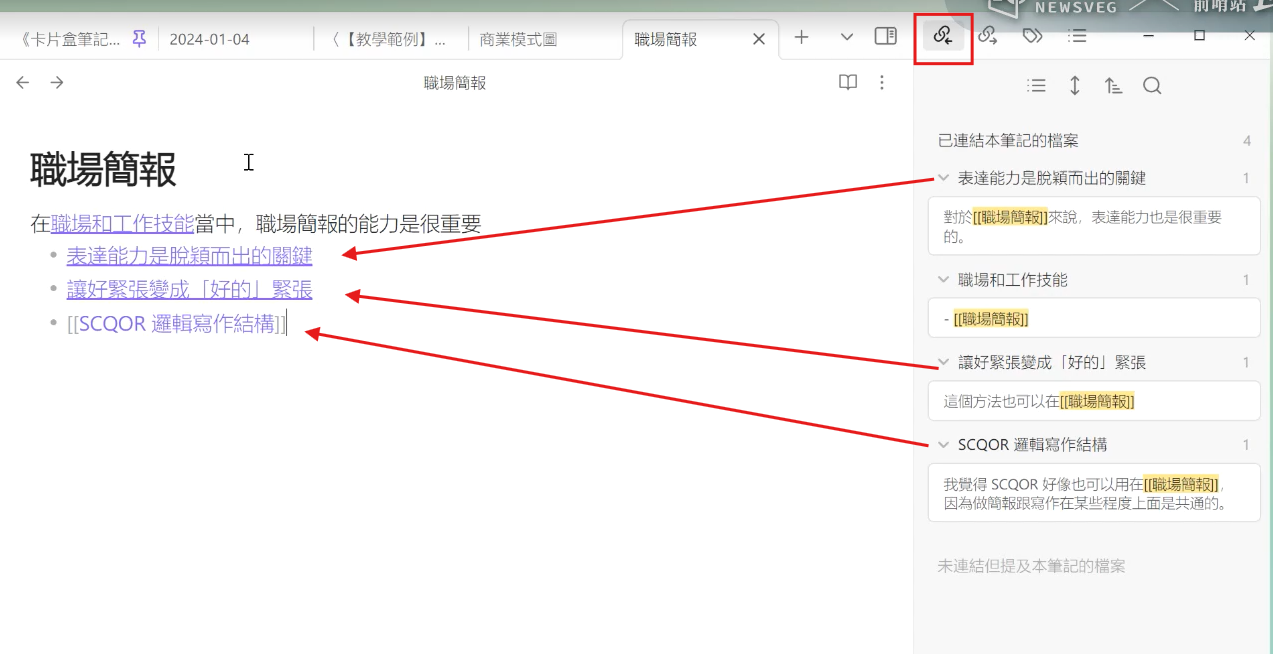 NEWSVEG
前哨站
《卡片盒筆記...
2024-01-04
〈【教學範例】...
商業模式圖
職場簡報
職場簡報
職場簡報
在職場和工作技能當中，職場簡報的能力是很重要
• 表達能力是脫穎而出的關鍵
• 讓好緊張變成「好的」緊張
• [[SCQOR 邏輯寫作結構]]
已連結本筆記的檔案 4
表達能力是脫穎而出的關鍵 1
對於[[職場簡報]]來說，表達能力也是很重要
的。
職場和工作技能 1
- [[職場簡報]]
讓好緊張變成「好的」緊張 1
這個方法也可以在[[職場簡報]]
SCQOR 邏輯寫作結構 1
我覺得 SCQOR 好像也可以用在[[職場簡報]]，
因為做簡報跟寫作在某些程度上面是共通的。
未連結但提及本筆記的檔案